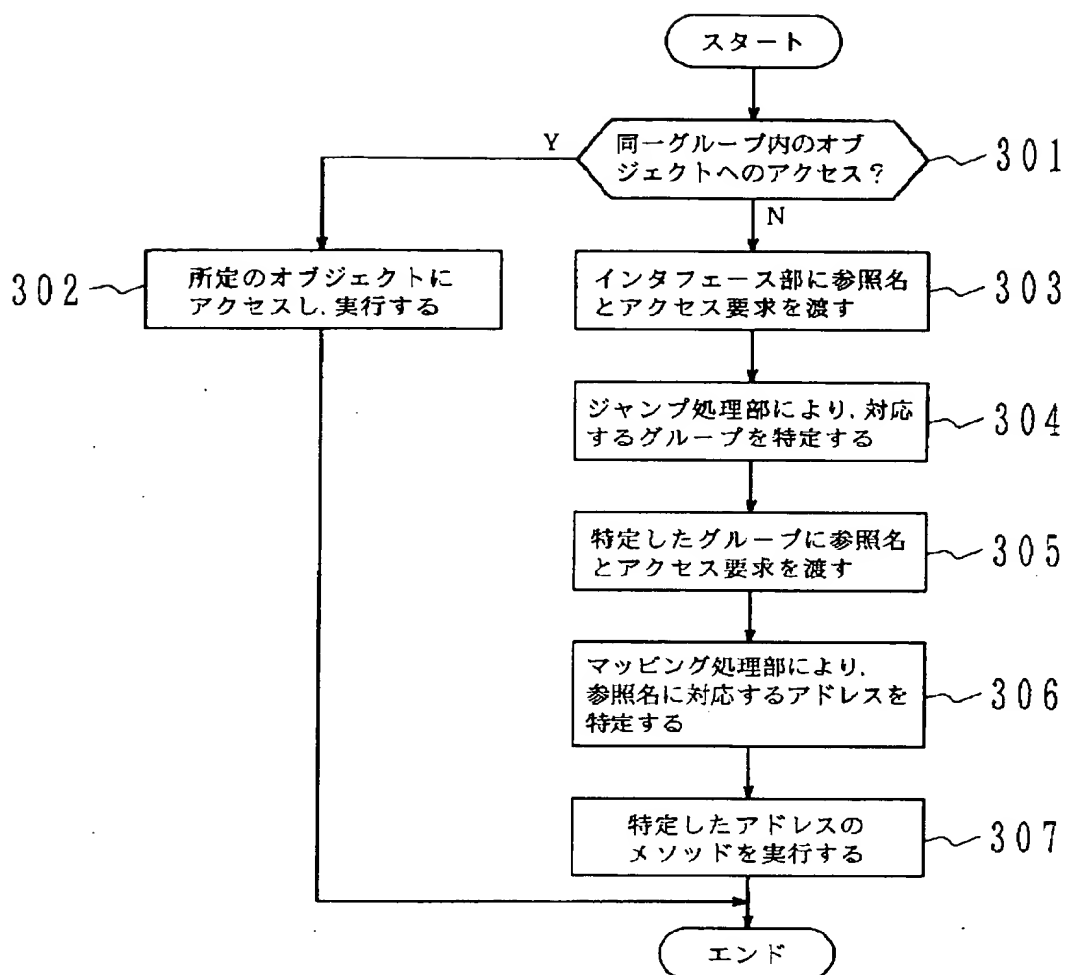 スタート
同一グループ内のオブ
ジェクトへのアクセス?
301
Y
N
302
所定のオブジェクトに
アクセスし,実行する
インタフェース部に参照名
とアクセス要求を渡す
303
ジャンプ処理部により,対応
するグループを特定する
304
特定したグループに参照名
とアクセス要求を渡す
305
マッピング処理部により,
参照名に対応するアドレスを
特定する
306
特定したアドレスの
メソッドを実行する
307
エンド